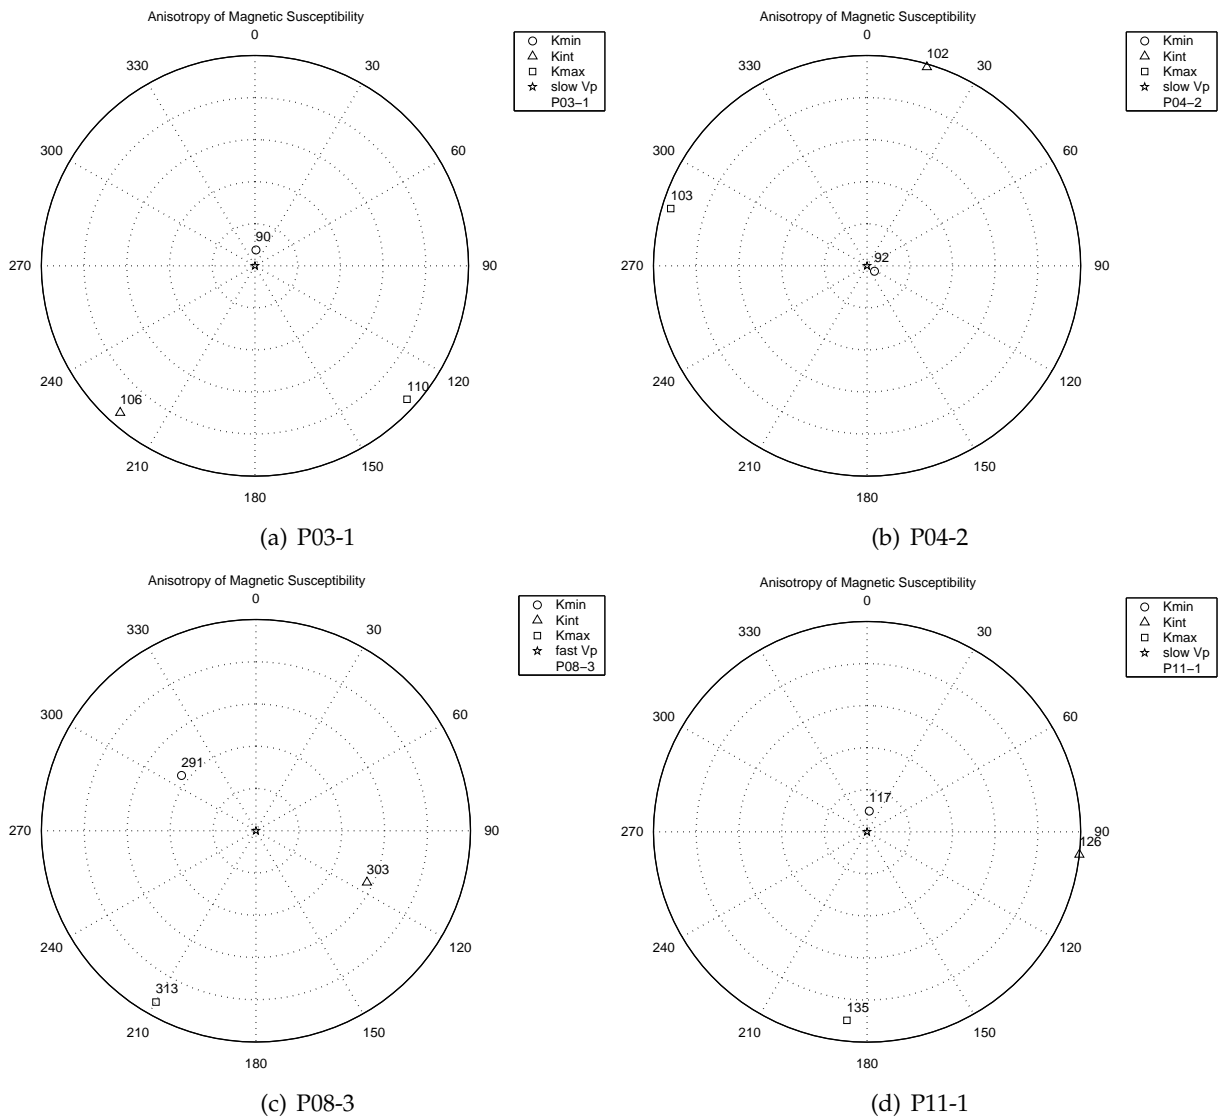 Anisotropy of Magnetic Susceptibility
0
30
60
90
120
150
180
210
240
270
300
330
90
106
110
Kmin
Kint
Kmax
slow Vp
P03−1
(a) P03-1
Anisotropy of Magnetic Susceptibility
0
30
60
90
120
150
180
210
240
270
300
330
102
103
92
Kmin
Kint
Kmax
slow Vp
P04−2
(b) P04-2
Anisotropy of Magnetic Susceptibility
0
30
60
90
120
150
180
210
240
270
300
330
291
303
313
Kmin
Kint
Kmax
fast Vp
P08−3
(c) P08-3
Anisotropy of Magnetic Susceptibility
0
30
60
90
120
150
180
210
240
270
300
330
117
126
135
Kmin
Kint
Kmax
slow Vp
P11−1
(d) P11-1